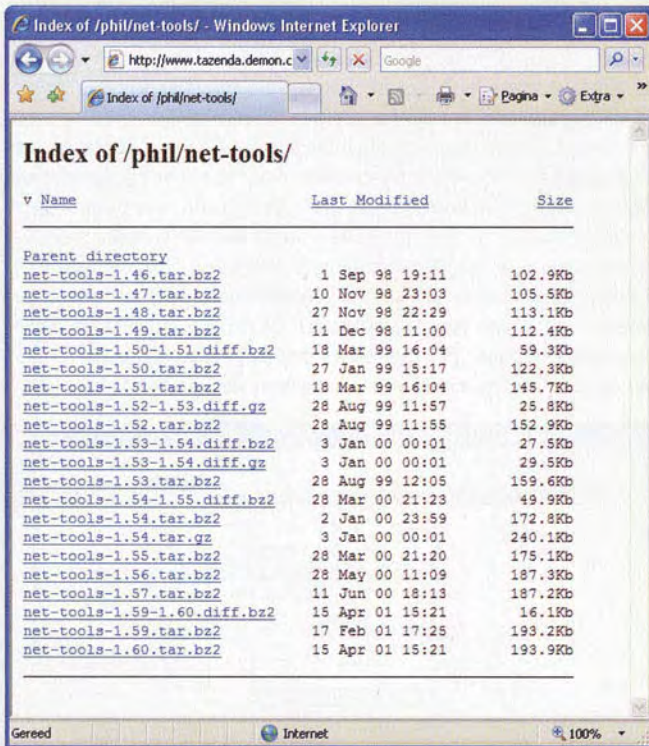 Index of /phil/net-tools/ - Windows Internet Explorer
http://www.tazenda.demon.c
Google
Index of /phil/net-tools/
Pagina
Extra
»
Index of /phil/net-tools/
Name Last Modified Size
Parent directory
net-tools-1.46.tar.bz2 1 Sep 98 19:11 102.9Kb
net-tools-1.47.tar.bz2 10 Nov 98 23:03 105.5Kb
net-tools-1.48.tar.bz2 27 Nov 98 22:29 113.1Kb
net-tools-1.49.tar.bz2 11 Dec 98 11:00 112.4Kb
net-tools-1.50-1.51.diff.bz2 18 Mar 99 16:04 59.3Kb
net-tools-1.50.tar.bz2 27 Jan 99 15:17 122.3Kb
net-tools-1.51.tar.bz2 18 Mar 99 16:04 145.7Kb
net-tools-1.52-1.53.diff.gz 28 Aug 99 11:57 25.8Kb
net-tools-1.52.tar.bz2 28 Aug 99 11:55 152.9Kb
net-tools-1.53-1.54.diff.bz2 3 Jan 00 00:01 27.5Kb
net-tools-1.53-1.54.diff.gz 3 Jan 00 00:01 29.5Kb
net-tools-1.53.tar.bz2 28 Aug 99 12:05 159.6Kb
net-tools-1.54-1.55.diff.bz2 28 Mar 00 21:23 49.9Kb
net-tools-1.54.tar.bz2 2 Jan 00 23:59 172.8Kb
net-tools-1.54.tar.gz 3 Jan 00 00:01 240.1Kb
net-tools-1.55.tar.bz2 28 Mar 00 21:20 175.1Kb
net-tools-1.56.tar.bz2 28 May 00 11:09 187.3Kb
net-tools-1.57.tar.bz2 11 Jun 00 18:13 187.2Kb
net-tools-1.59-1.60.diff.bz2 15 Apr 01 15:21 16.1Kb
net-tools-1.59.tar.bz2 17 Feb 01 17:25 193.2Kb
net-tools-1.60.tar.bz2 15 Apr 01 15:21 193.9Kb
Gereed Internet 100%